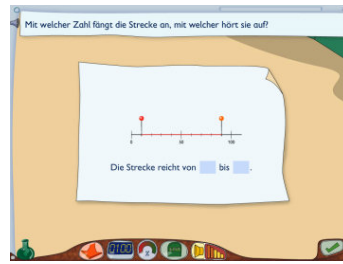 Mit welcher Zahl fängt die Strecke an, mit welcher hört sie auf?
0 50 100
Die Strecke reicht von bis .
0100